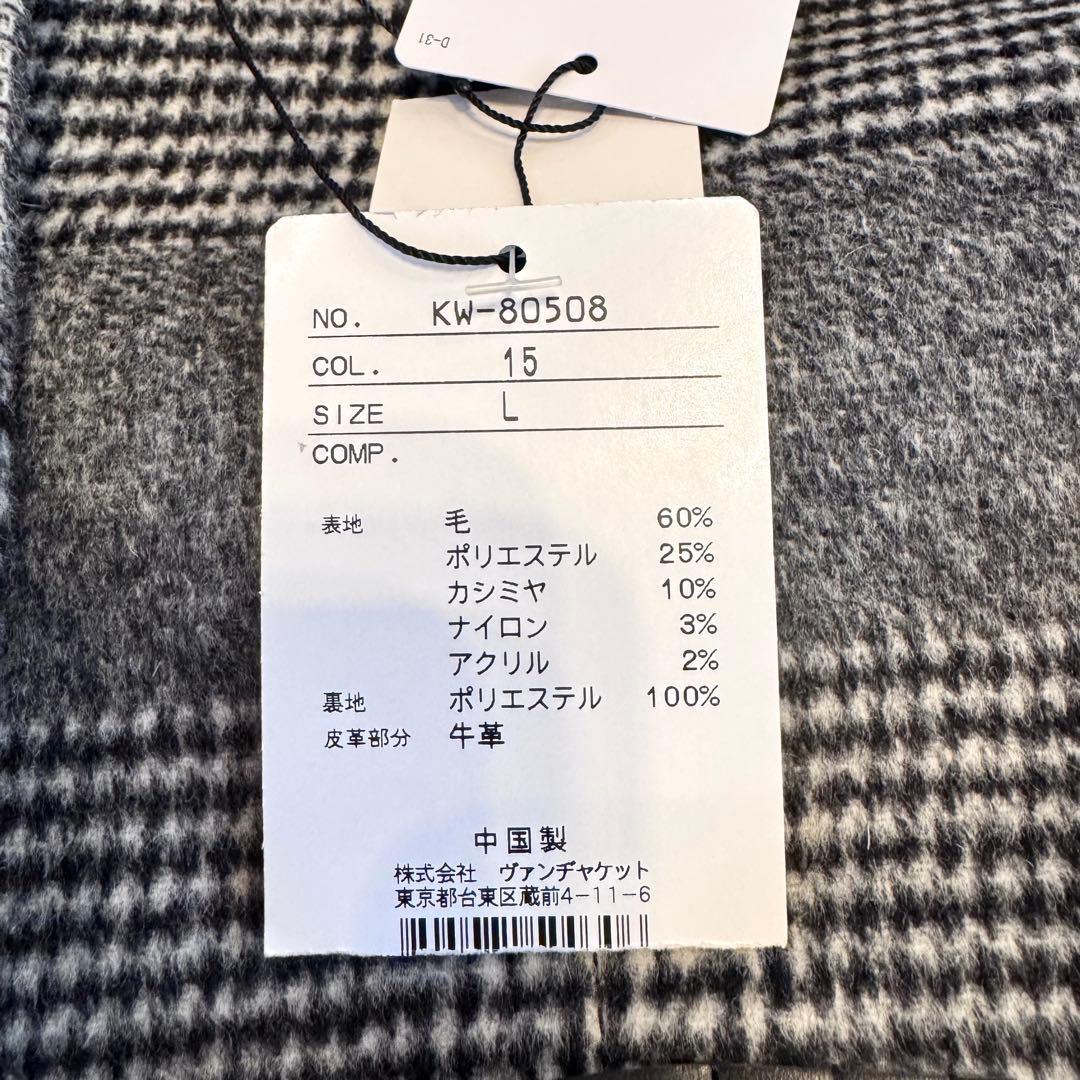 D-31
NO. KW-80508
COL. 15
SIZE L
COMP.
表地 毛 60%
ポリエステル 25%
カシミヤ 10%
ナイロン 3%
アクリル 2%
裏地 ポリエステル 100%
皮革部分 牛革
中国製
株式会社 ヴァンヂャケット
東京都台東区蔵前4-11-6